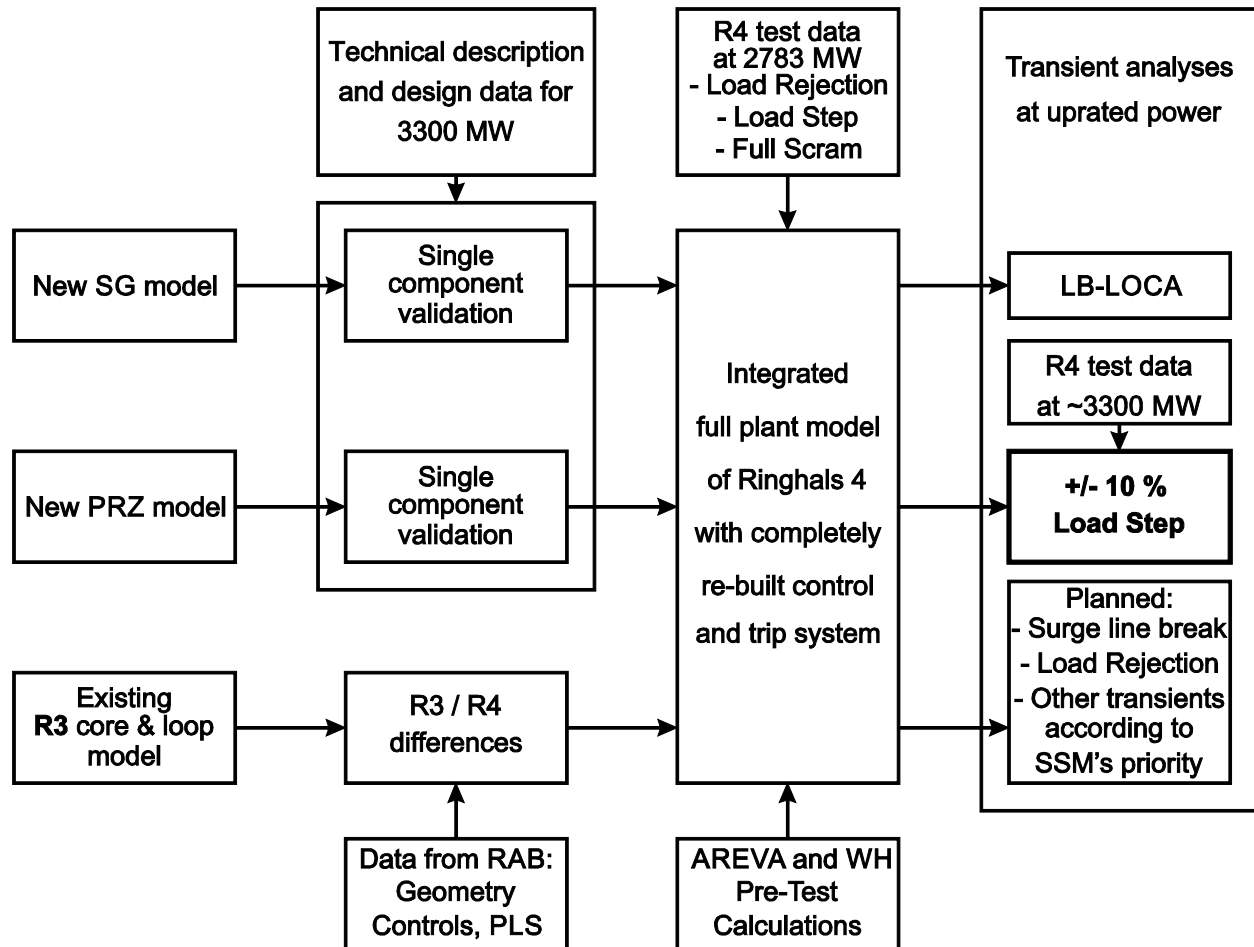 Technical description
and design data for
3300 MW
R4 test data
at 2783 MW
- Load Rejection
- Load Step
- Full Scram
Transient analyses
at uprated power
New SG model
Single
component
validation
LB-LOCA
R4 test data
at ~3300 MW
Integrated
full plant model
of Ringhals 4
with completely
re-built control
and trip system
New PRZ model
Single
component
validation
+/- 10 %
Load Step
Planned:
- Surge line break
- Load Rejection
- Other transients
according to
SSM's priority
Existing
R3 core & loop
model
R3 / R4
differences
Data from RAB:
Geometry
Controls, PLS
AREVA and WH
Pre-Test
Calculations